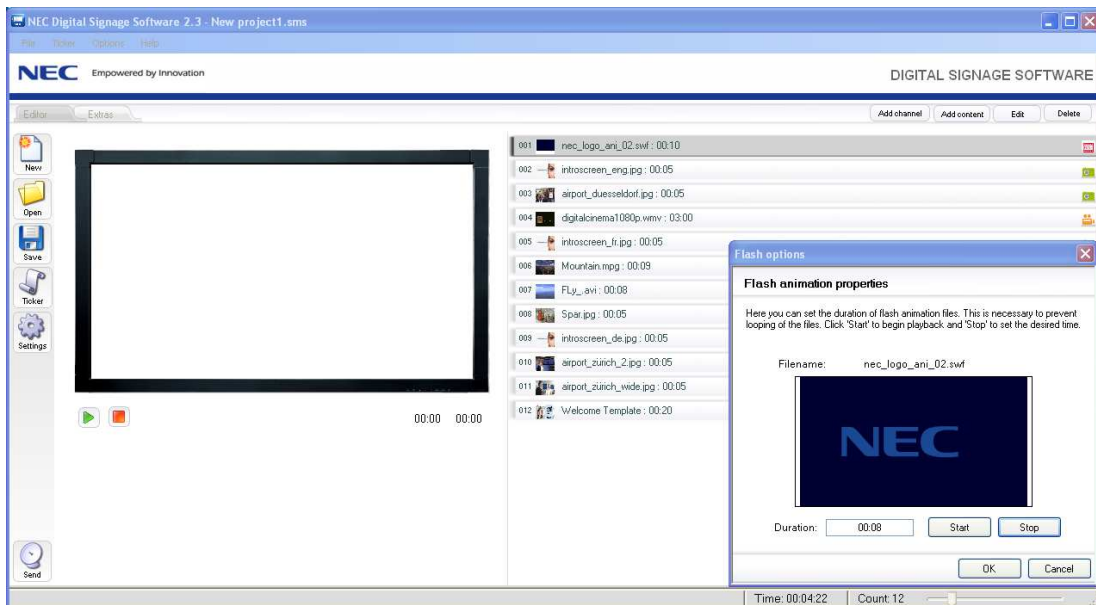 NEC Digital Signage Software 2.3 - New project1.sms
File Ticker Options Help
NEC Empowered by Innovation
DIGITAL SIGNAGE SOFTWARE
Editor Extras
Add channel Add content Edit Delete
New
Open
Save
Ticker
Settings
Send
00:00 00:00
001 nec_logo_ani_02.swf : 00:10
002 introscreen_eng.jpg : 00:05
003 airport_duesseldorf.jpg : 00:05
004 digitalcinema1080p.wmv : 03:00
005 introscreen_fr.jpg : 00:05
006 Mountain.mpg : 00:09
007 FLy_.avi : 00:08
008 Spar.jpg : 00:05
009 introscreen_de.jpg : 00:05
010 airport_zürich_2.jpg : 00:05
011 airport_zürich_wide.jpg : 00:05
012 Welcome Template : 00:20
Flash options
Flash animation properties
Here you can set the duration of flash animation files. This is necessary to prevent
looping of the files. Click 'Start' to begin playback and 'Stop' to set the desired time.
Filename: nec_logo_ani_02.swf
NEC
Duration: 00:08 Start Stop
OK Cancel
Time: 00:04:22 Count: 12